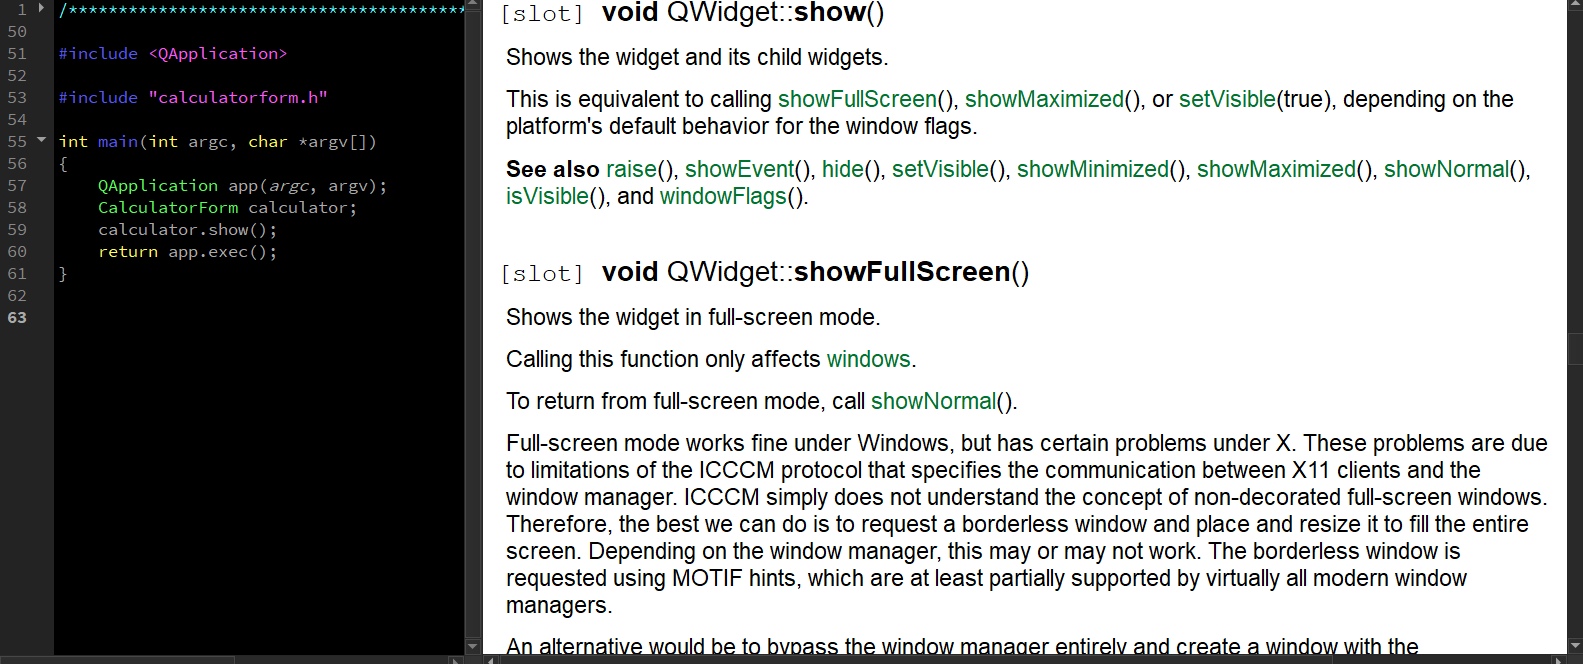 1 /****************************************
50
51 #include <QApplication>
52
53 #include "calculatorform.h"
54
55 int main(int argc, char *argv[])
56 {
57     QApplication app(argc, argv);
58     CalculatorForm calculator;
59     calculator.show();
60     return app.exec();
61 }
62
63
[slot] void QWidget::show()
Shows the widget and its child widgets.
This is equivalent to calling showFullScreen(), showMaximized(), or setVisible(true), depending on the
platform's default behavior for the window flags.
See also raise(), showEvent(), hide(), setVisible(), showMinimized(), showMaximized(), showNormal(),
isVisible(), and windowFlags().
[slot] void QWidget::showFullScreen()
Shows the widget in full-screen mode.
Calling this function only affects windows.
To return from full-screen mode, call showNormal().
Full-screen mode works fine under Windows, but has certain problems under X. These problems are due
to limitations of the ICCCM protocol that specifies the communication between X11 clients and the
window manager. ICCCM simply does not understand the concept of non-decorated full-screen windows.
Therefore, the best we can do is to request a borderless window and place and resize it to fill the entire
screen. Depending on the window manager, this may or may not work. The borderless window is
requested using MOTIF hints, which are at least partially supported by virtually all modern window
managers.
An alternative would be to bypass the window manager entirely and create a window with the